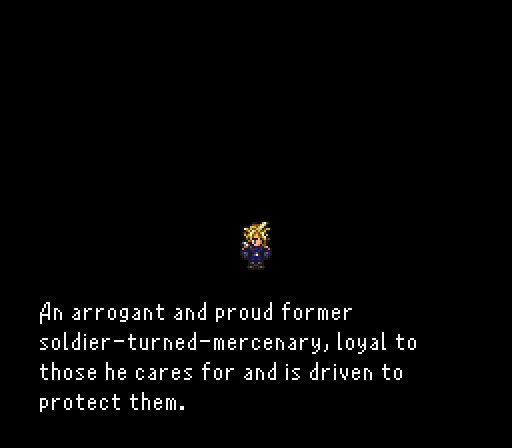 An arrogant and proud former
soldier-turned-mercenary, loyal to
those he cares for and is driven to
protect them.